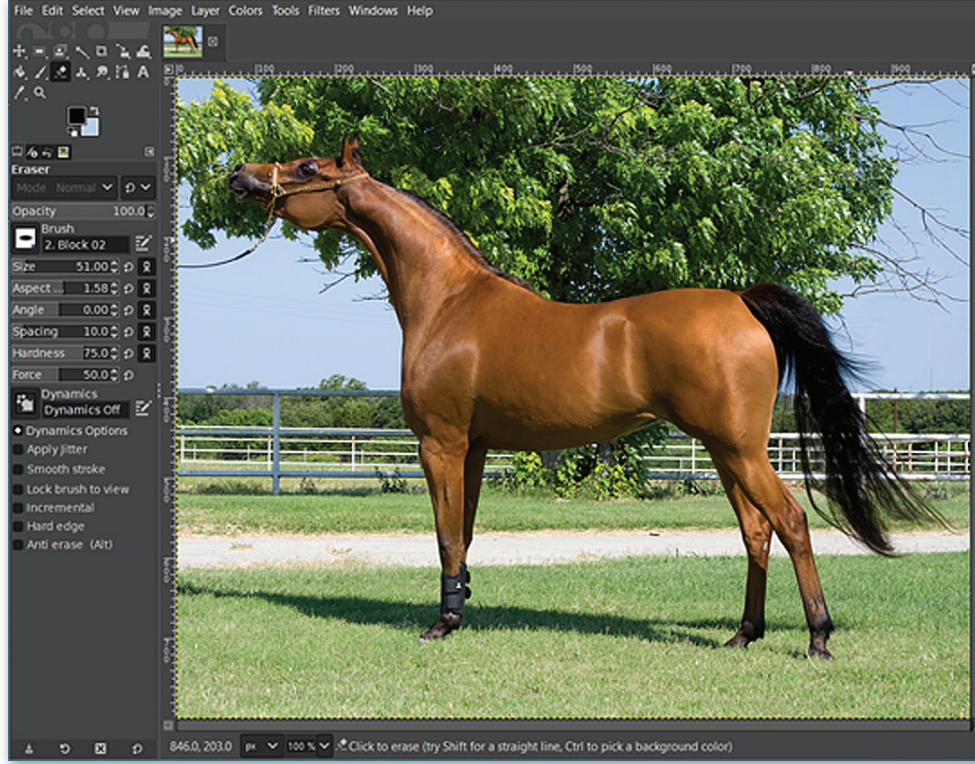 File Edit Select View Image Layer Colors Tools Filters Windows Help
0 100 200 300 400 500 600 700 800 900
Eraser
Mode Normal
Opacity 100.0
Brush
2. Block 02
Size 51.00
Aspect ... 1.58
Angle 0.00
Spacing 10.0
Hardness 75.0
Force 50.0
Dynamics
Dynamics Off
Dynamics Options
Apply Jitter
Smooth stroke
Lock brush to view
Incremental
Hard edge
Anti erase (Alt)
846.0, 203.0 px 100 % Click to erase (try Shift for a straight line, Ctrl to pick a background color)